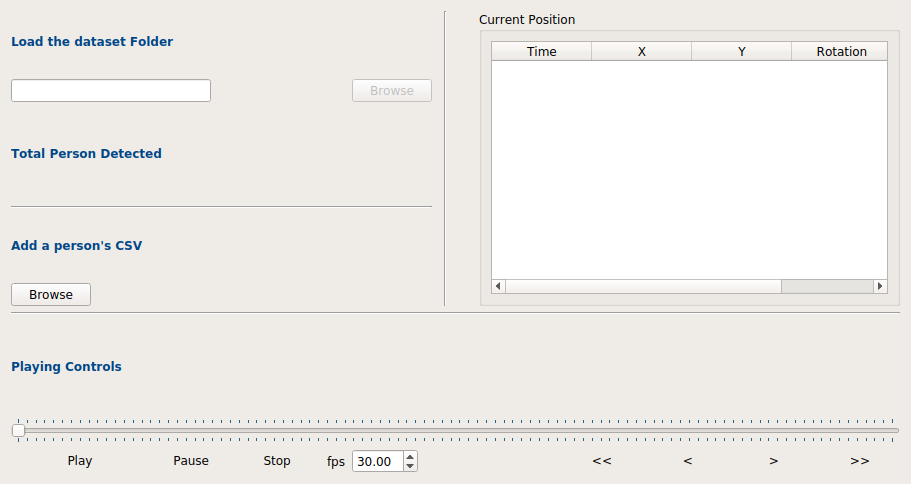 Load the dataset Folder
Browse
Total Person Detected
Add a person's CSV
Browse
Current Position
Time X Y Rotation
Playing Controls
Play Pause Stop fps 30.00 << < > >>